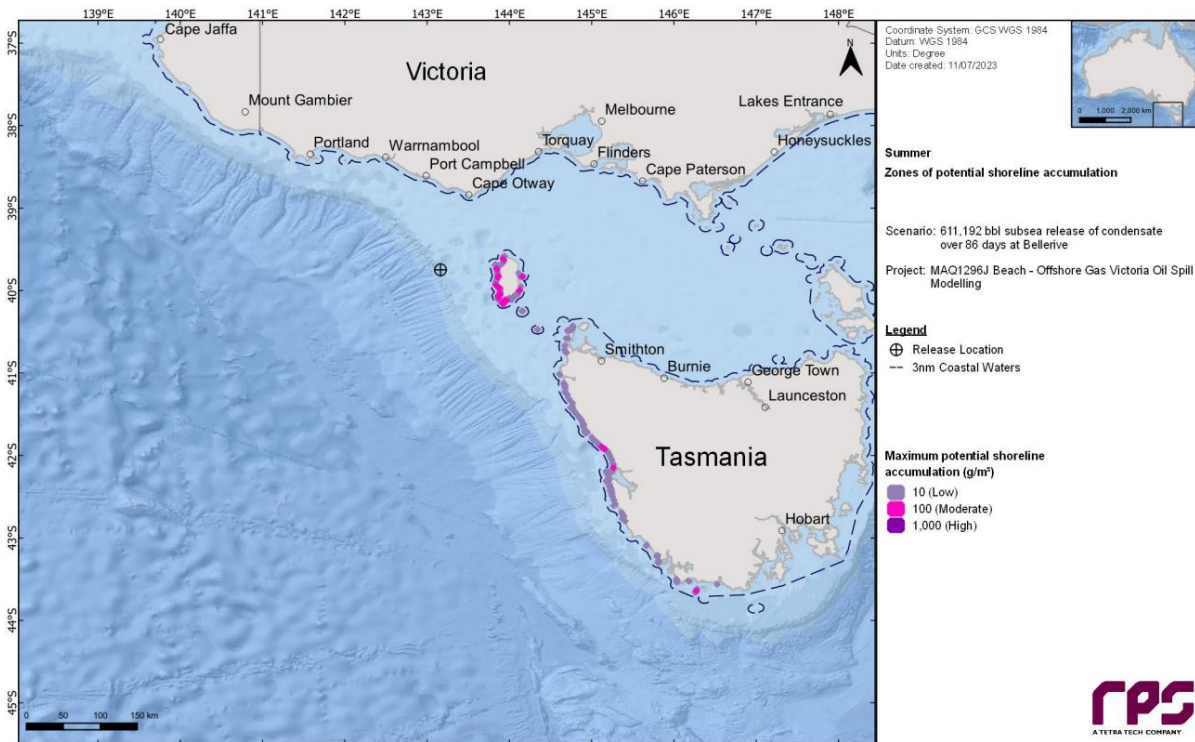 139°E 140°E 141°E 142°E 143°E 144°E 145°E 146°E 147°E 148°E
37°S
38°S
39°S
40°S
41°S
42°S
43°S
44°S
45°S
Cape Jaffa
Victoria
N
Mount Gambier
Melbourne
Lakes Entrance
Portland
Warrnambool
Torquay
Honeysuckles
Port Campbell
Flinders
Cape Otway
Cape Paterson
Smithton
Burnie
George Town
Launceston
Tasmania
Hobart
0 50 100 150 km
Coordinate System: GCS WGS 1984
Datum: WGS 1984
Units: Degree
Date created: 11/07/2023
0 1,000 2,000 km
Summer
Zones of potential shoreline accumulation
Scenario: 611,192 bbl subsea release of condensate
over 86 days at Bellerive
Project: MAQ1296J Beach - Offshore Gas Victoria Oil Spill
Modelling
Legend
Release Location
3nm Coastal Waters
Maximum potential shoreline
accumulation (g/m²)
10 (Low)
100 (Moderate)
1,000 (High)
rps
A TETRA TECH COMPANY